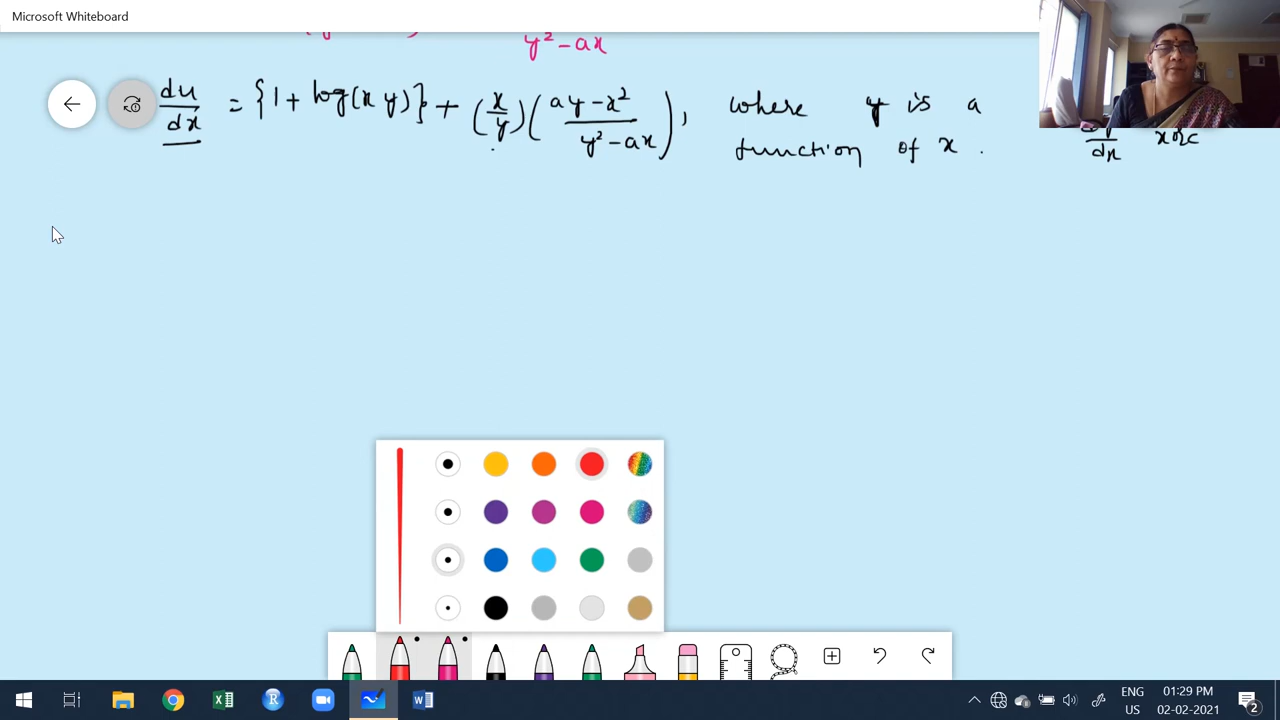 Microsoft Whiteboard
y² - ax
du/dx = {1 + log(x y)} + (x/y)((ay - x²)/(y² - ax)), where y is a
function of x .
dx
ENG
US
01:29 PM
02-02-2021
2